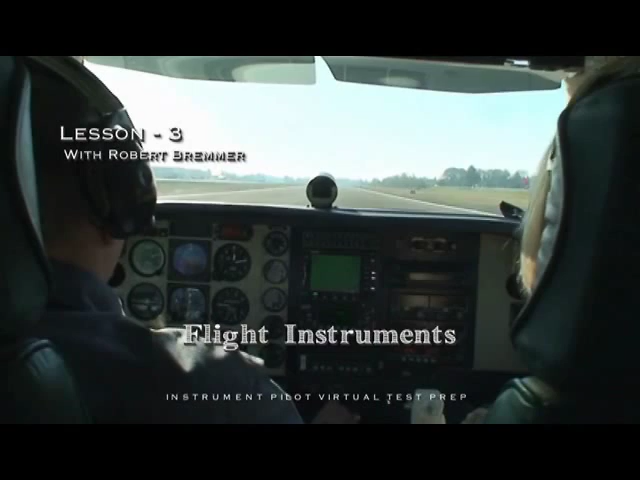 Lesson - 3
With Robert Bremmer
Flight Instruments
INSTRUMENT PILOT VIRTUAL TEST PREP